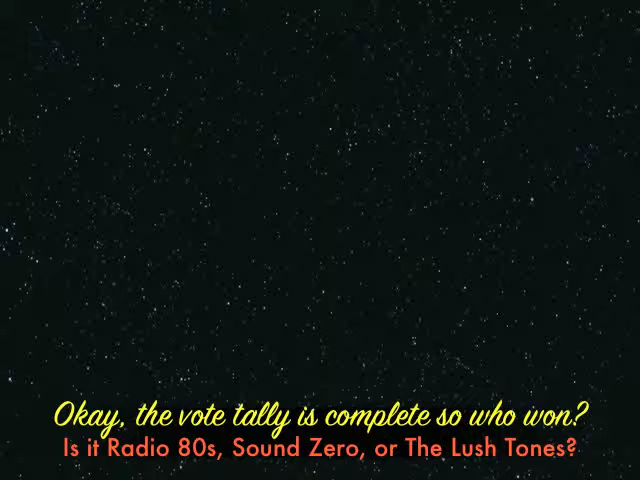 Okay, the vote tally is complete so who won?
Is it Radio 80s, Sound Zero, or The Lush Tones?